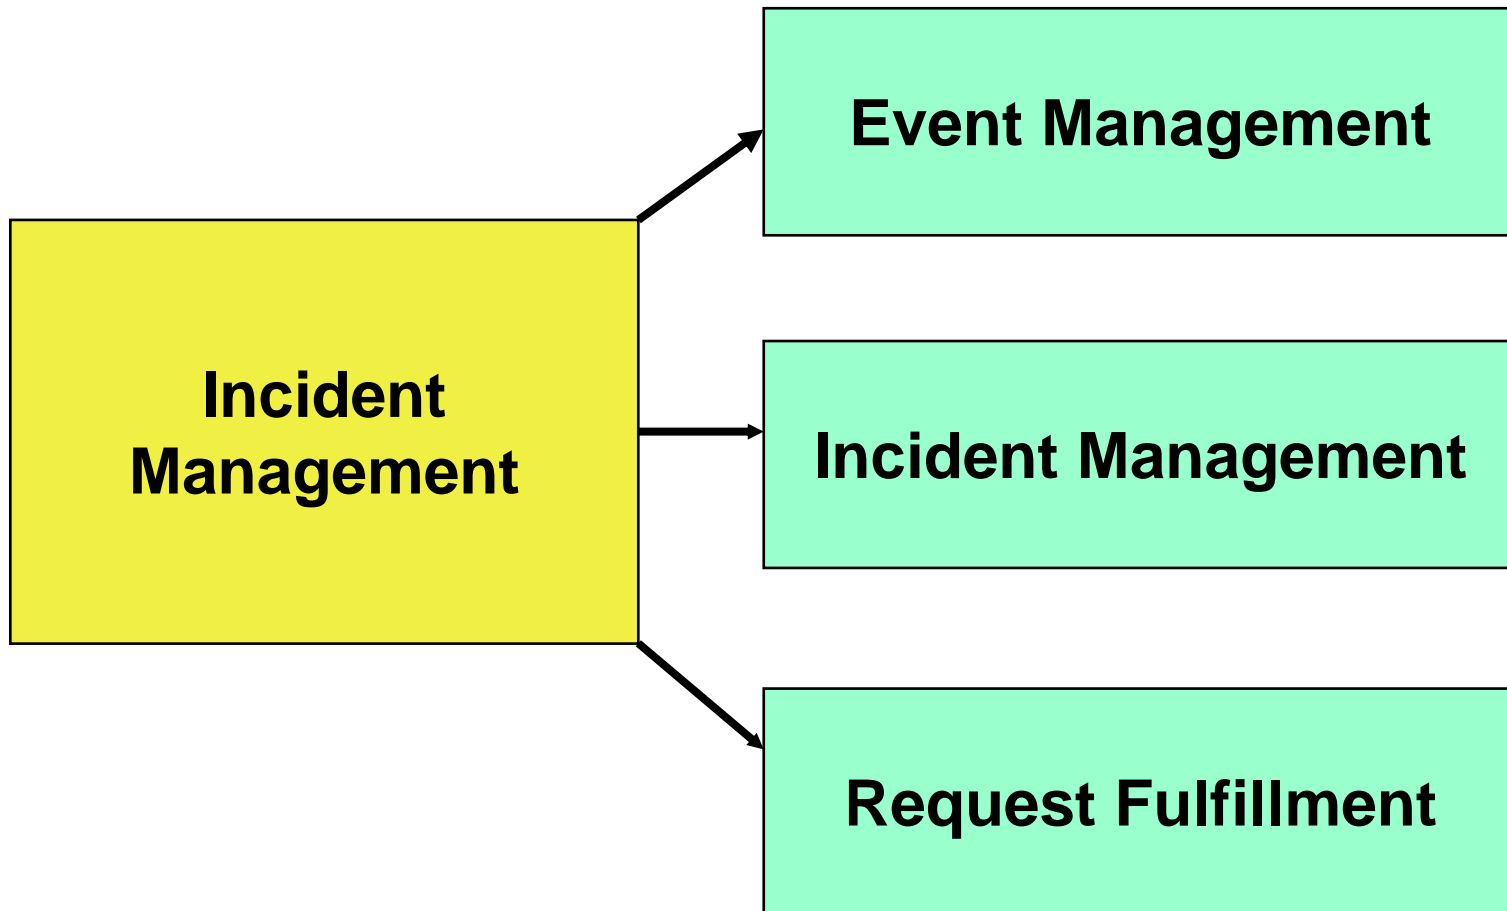 Event Management
Incident
Management
Incident Management
Request Fulfillment